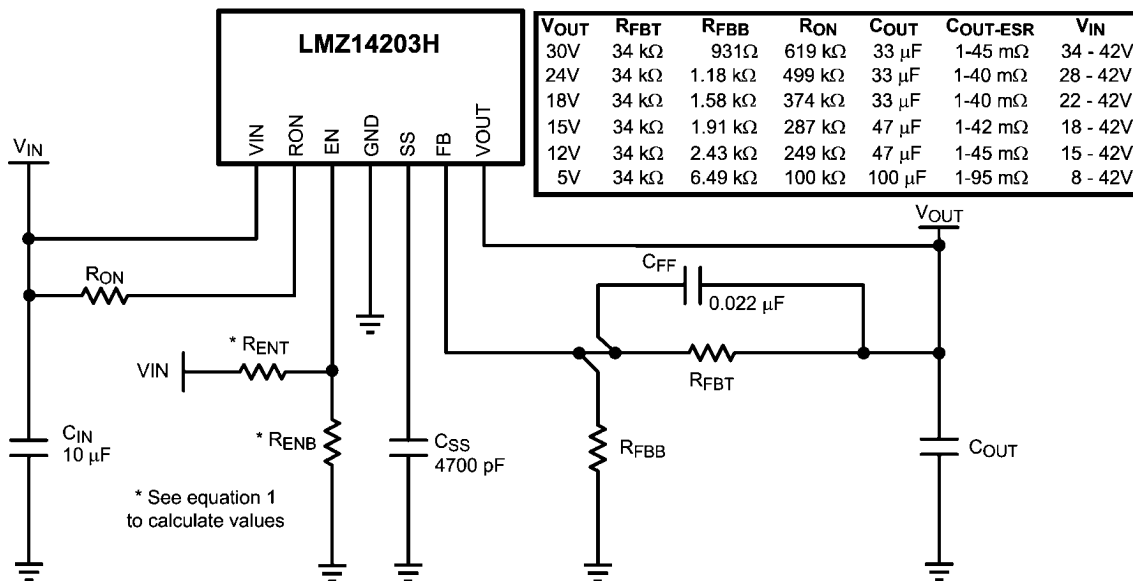 LMZ14203H
VIN
RON
EN
GND
SS
FB
VOUT
VOUT RFBT RFBB RON COUT COUT-ESR VIN
30V 34 kΩ 931Ω 619 kΩ 33 μF 1-45 mΩ 34 - 42V
24V 34 kΩ 1.18 kΩ 499 kΩ 33 μF 1-40 mΩ 28 - 42V
18V 34 kΩ 1.58 kΩ 374 kΩ 33 μF 1-40 mΩ 22 - 42V
15V 34 kΩ 1.91 kΩ 287 kΩ 47 μF 1-42 mΩ 18 - 42V
12V 34 kΩ 2.43 kΩ 249 kΩ 47 μF 1-45 mΩ 15 - 42V
5V 34 kΩ 6.49 kΩ 100 kΩ 100 μF 1-95 mΩ 8 - 42V
VIN
VOUT
RON
CFF
0.022 μF
* RENT
VIN
RFBT
CIN
10 μF
* RENB
CSS
4700 pF
RFBB
COUT
* See equation 1
to calculate values